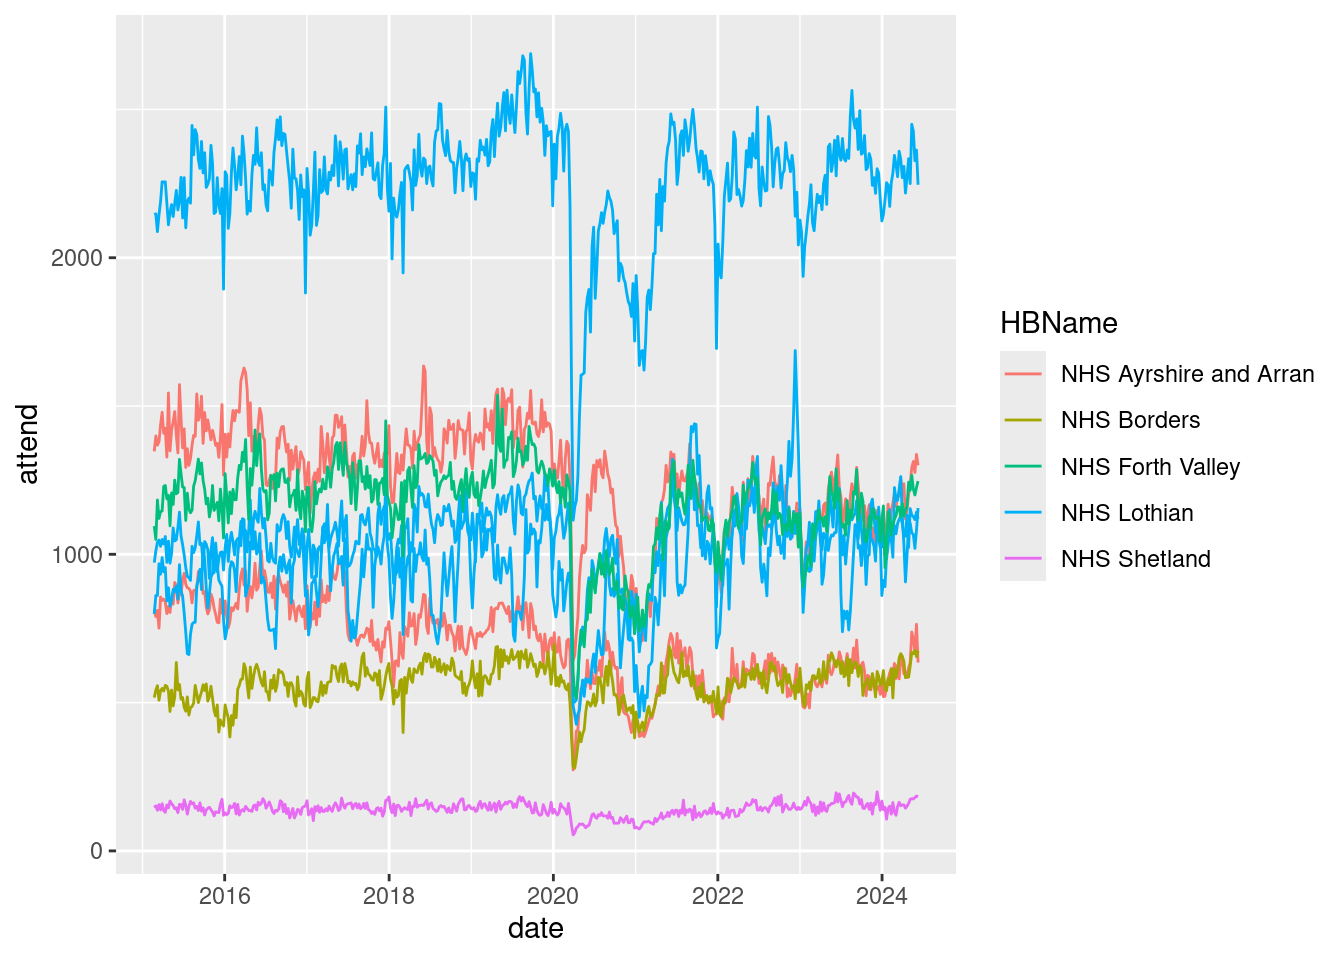 attend
2000
1000
0
2016
2018
2020
2022
2024
date
HBName
NHS Ayrshire and Arran
NHS Borders
NHS Forth Valley
NHS Lothian
NHS Shetland